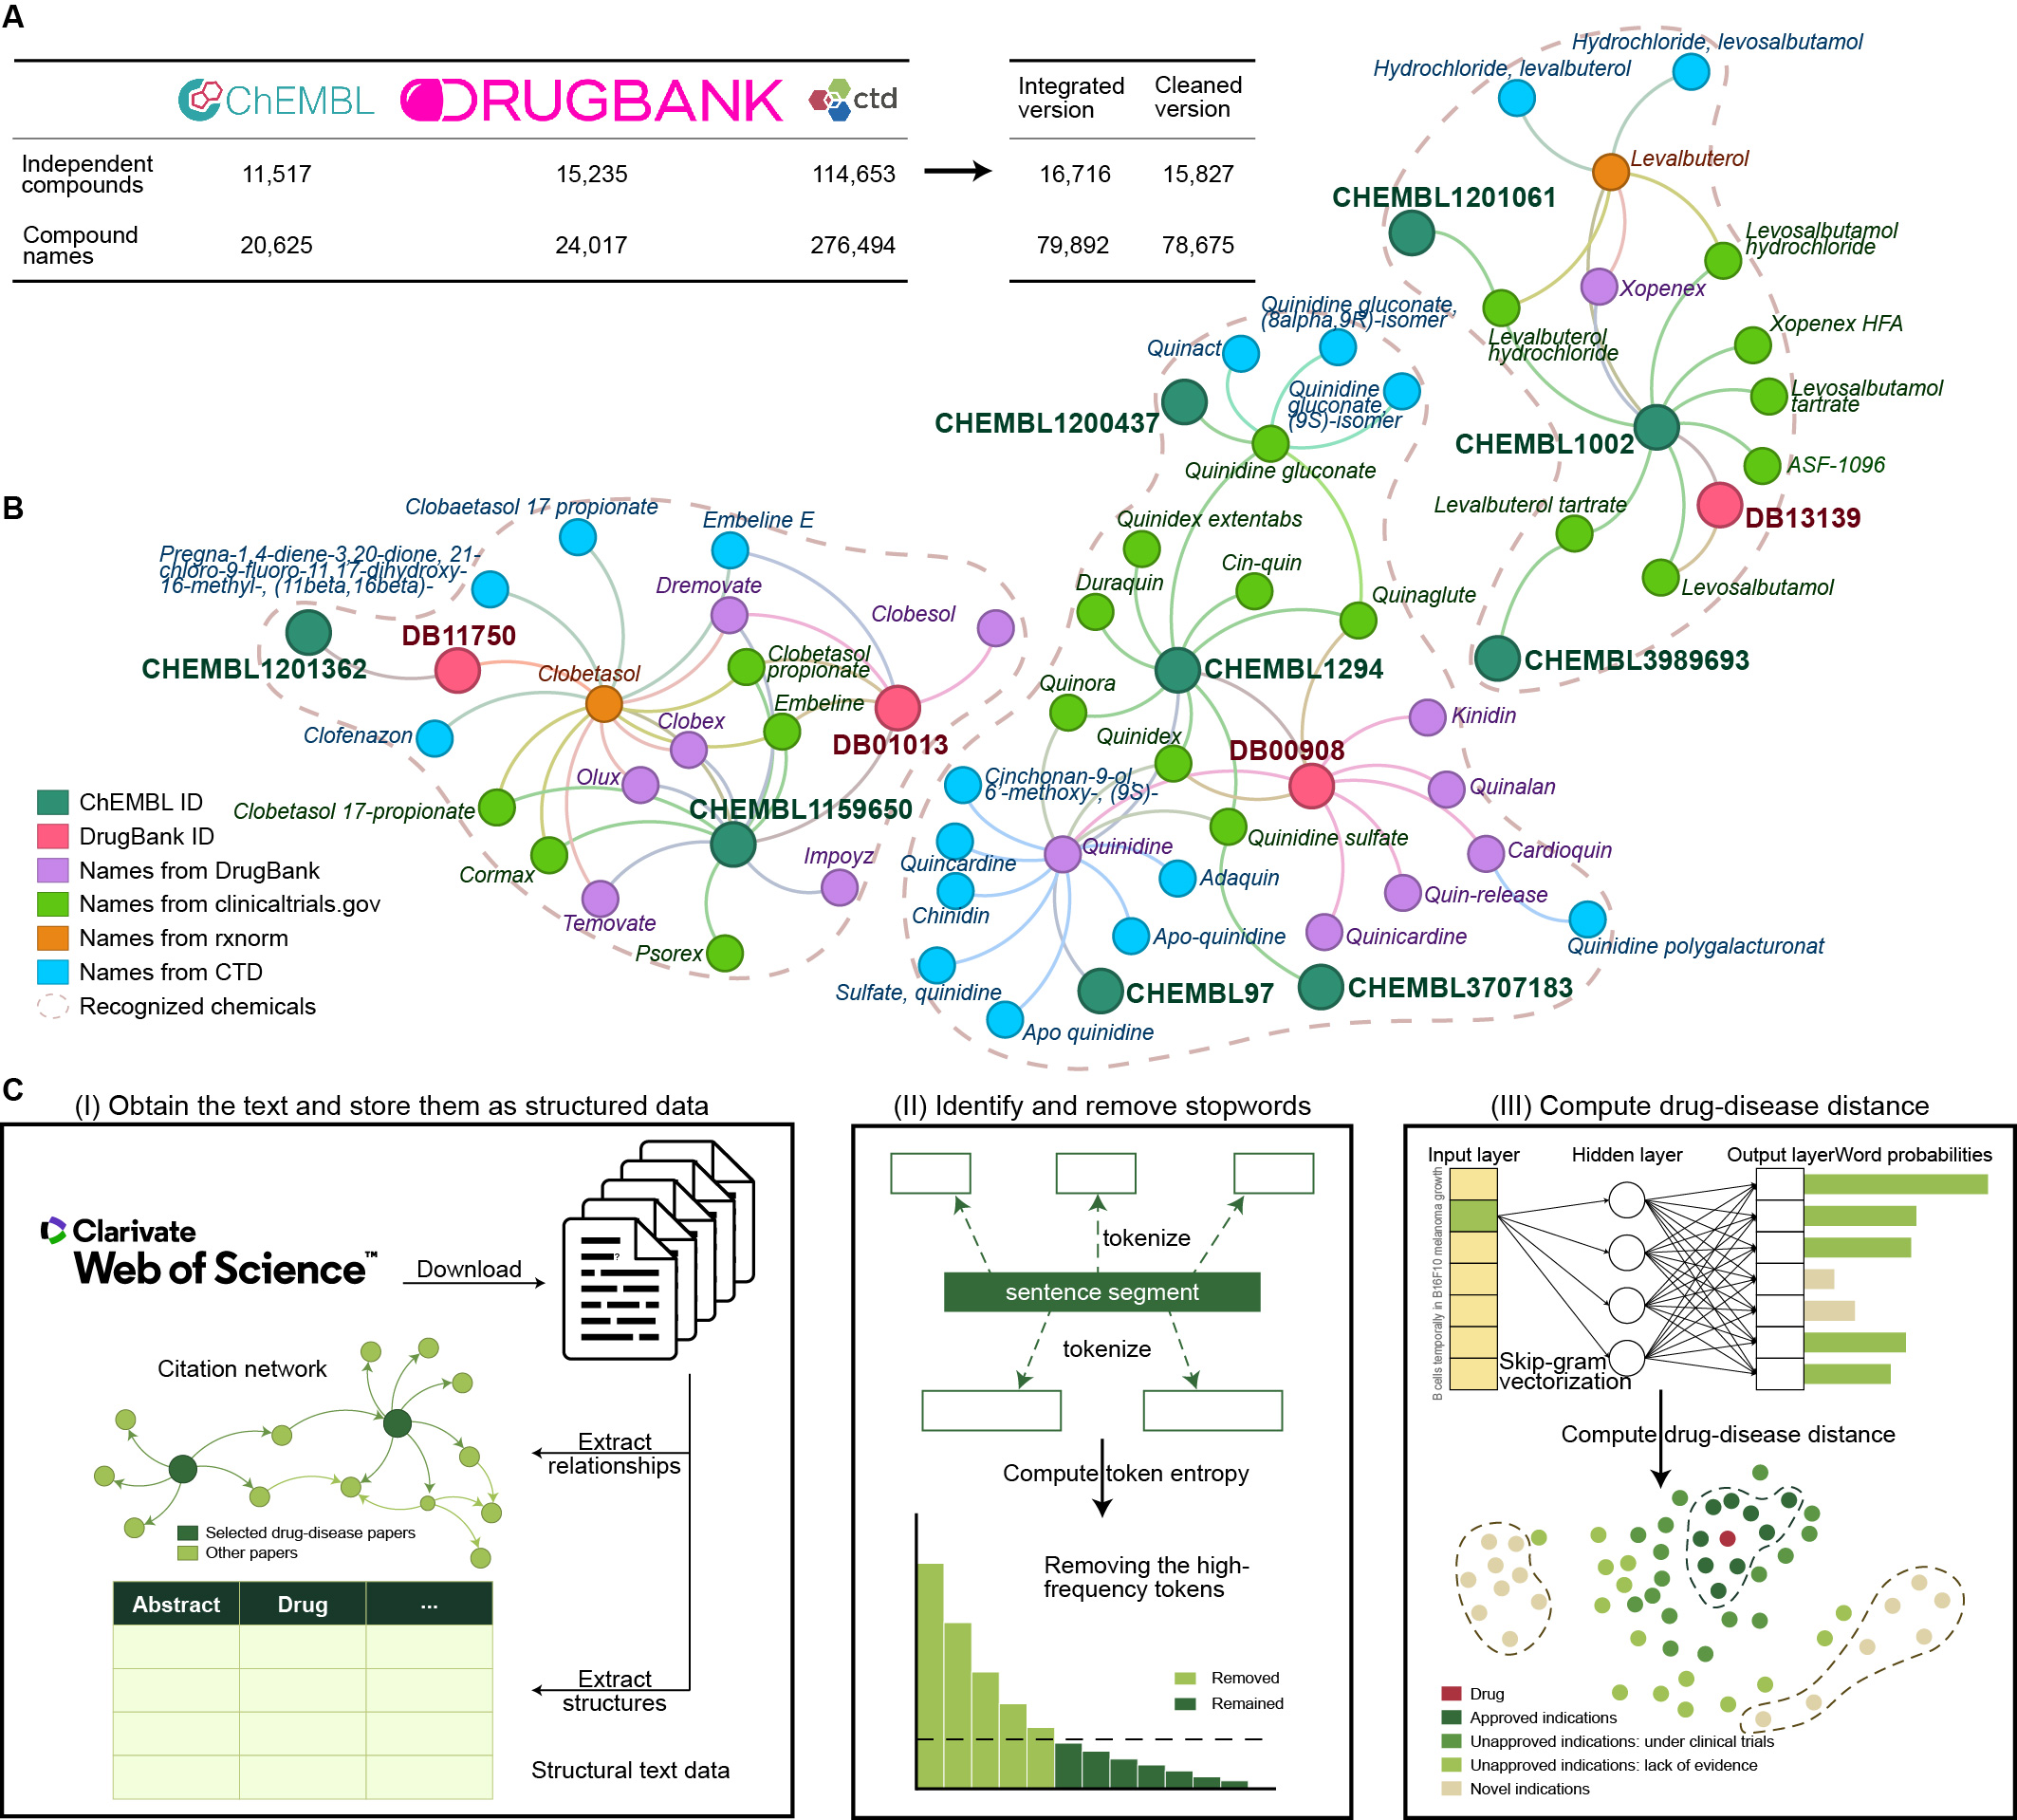 A
ChEMBL
DRUGBANK
ctd
Integrated
version
Cleaned
version
Independent
compounds
11,517
15,235
114,653
16,716
15,827
Compound
names
20,625
24,017
276,494
79,892
78,675
B
Hydrochloride, levosalbutamol
Hydrochloride, levalbuterol
Levalbuterol
CHEMBL1201061
Levosalbutamol
hydrochloride
Xopenex
Levalbuterol
hydrochloride
Xopenex HFA
Levosalbutamol
tartrate
CHEMBL1002
ASF-1096
Levalbuterol tartrate
DB13139
Levosalbutamol
CHEMBL3989693
Quinidine gluconate,
(8alpha,9R)-isomer
Quinact
Quinidine
gluconate,
(9S)-isomer
CHEMBL1200437
Quinidine gluconate
Quinidex extentabs
Cin-quin
Duraquin
Quinaglute
CHEMBL1294
Quinora
Quinidex
DB00908
Kinidin
Quinalan
Cinchonan-9-ol,
6'-methoxy-, (9S)-
Quinidine sulfate
Quinidine
Cardioquin
Quincardine
Adaquin
Quin-release
Chinidin
Apo-quinidine
Quinicardine
Quinidine polygalacturonat
Sulfate, quinidine
CHEMBL97
CHEMBL3707183
Apo quinidine
Clobaetasol 17 propionate
Embeline E
Pregna-1,4-diene-3,20-dione, 21-
chloro-9-fluoro-11,17-dihydroxy-
16-methyl-, (11beta,16beta)-
Dremovate
Clobesol
DB11750
CHEMBL1201362
Clobetasol
Clobetasol
propionate
Embeline
Clobex
Clofenazon
DB01013
Olux
CHEMBL1159650
Clobetasol 17-propionate
Impoyz
Cormax
Temovate
Psorex
ChEMBL ID
DrugBank ID
Names from DrugBank
Names from clinicaltrials.gov
Names from rxnorm
Names from CTD
Recognized chemicals
C
(I) Obtain the text and store them as structured data
Clarivate
Web of Science™
Download
?
Citation network
Extract
relationships
Selected drug-disease papers
Other papers
Abstract
Drug
...
Extract
structures
Structural text data
(II) Identify and remove stopwords
tokenize
sentence segment
tokenize
Compute token entropy
Removing the high-
frequency tokens
Removed
Remained
(III) Compute drug-disease distance
Input layer
Hidden layer
Output layer
Word probabilities
B cells temporally in B16F10 melanoma growth
Skip-gram
vectorization
Compute drug-disease distance
Drug
Approved indications
Unapproved indications: under clinical trials
Unapproved indications: lack of evidence
Novel indications